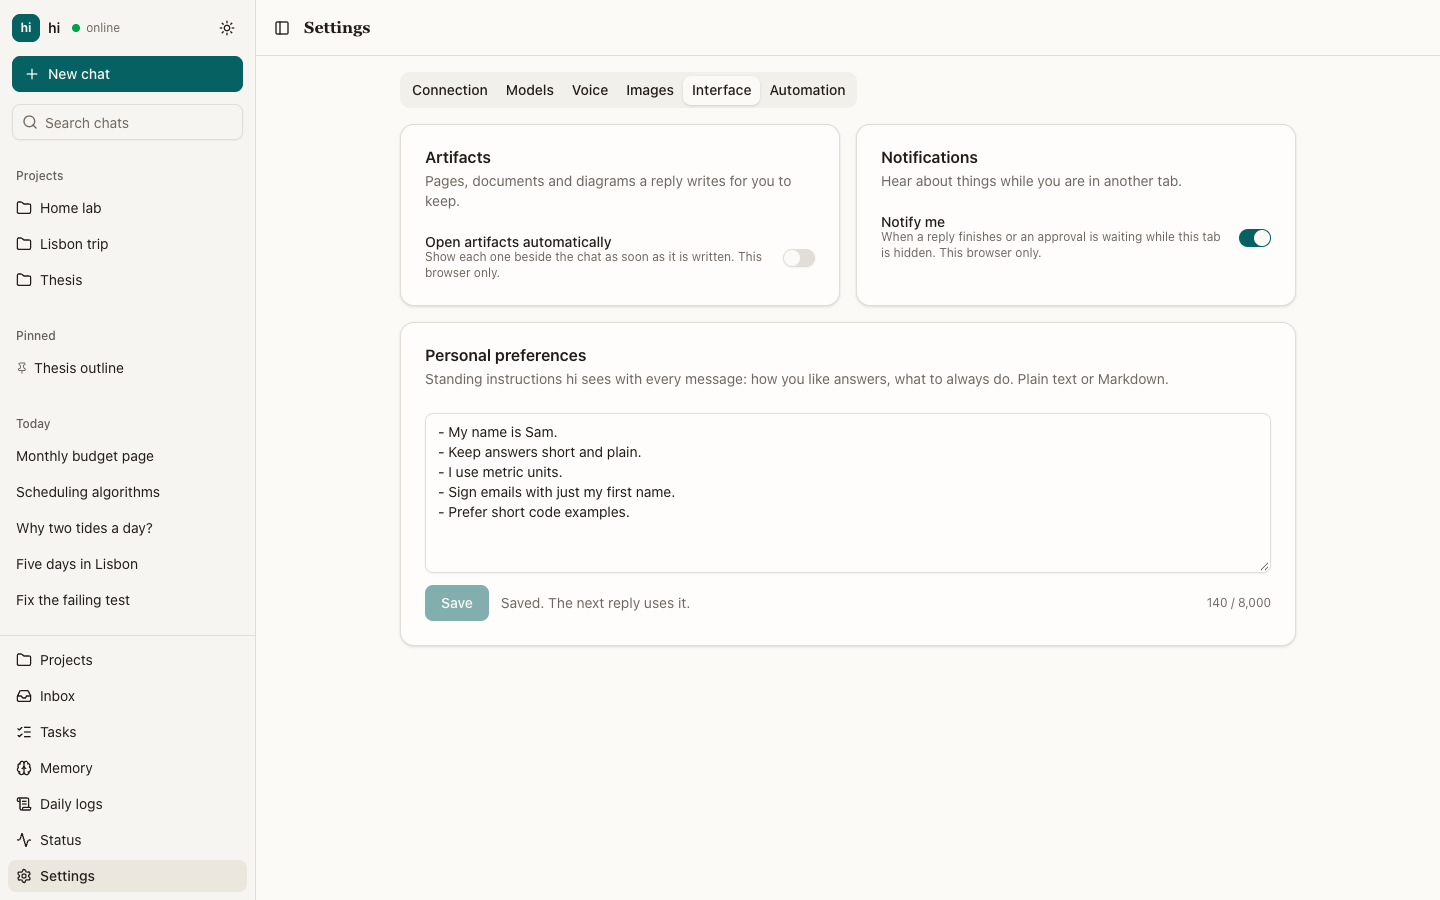 hi hi online
New chat
Search chats
Projects
Home lab
Lisbon trip
Thesis
Pinned
Thesis outline
Today
Monthly budget page
Scheduling algorithms
Why two tides a day?
Five days in Lisbon
Fix the failing test
Projects
Inbox
Tasks
Memory
Daily logs
Status
Settings
Settings
Connection Models Voice Images Interface Automation
Artifacts
Pages, documents and diagrams a reply writes for you to
keep.
Open artifacts automatically
Show each one beside the chat as soon as it is written. This
browser only.
Notifications
Hear about things while you are in another tab.
Notify me
When a reply finishes or an approval is waiting while this tab
is hidden. This browser only.
Personal preferences
Standing instructions hi sees with every message: how you like answers, what to always do. Plain text or Markdown.
- My name is Sam.
- Keep answers short and plain.
- I use metric units.
- Sign emails with just my first name.
- Prefer short code examples.
Save Saved. The next reply uses it. 140 / 8,000